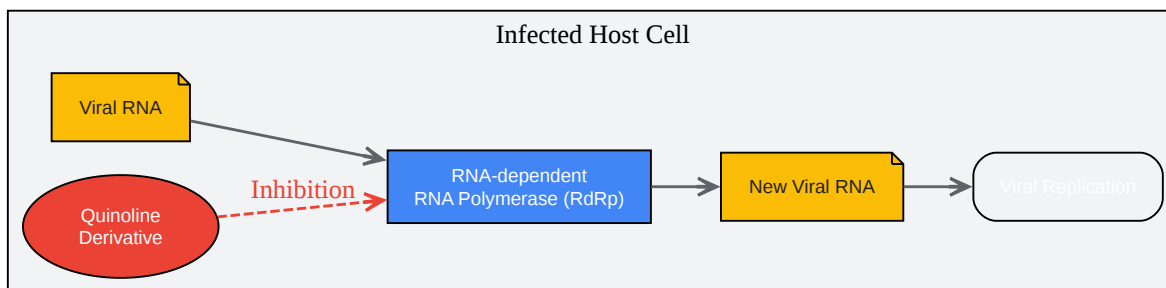 Infected Host Cell
Viral RNA
Inhibition
Quinoline
Derivative
RNA-dependent
RNA Polymerase (RdRp)
New Viral RNA
Viral Replication